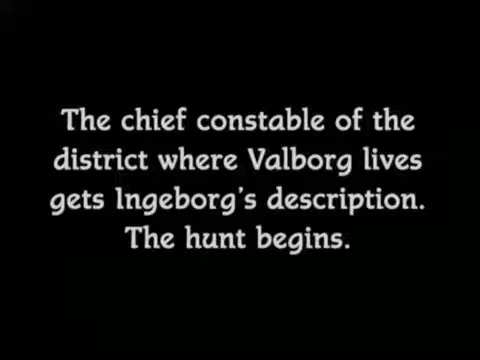 The chief constable of the
district where Valborg lives
gets Ingeborg's description.
The hunt begins.